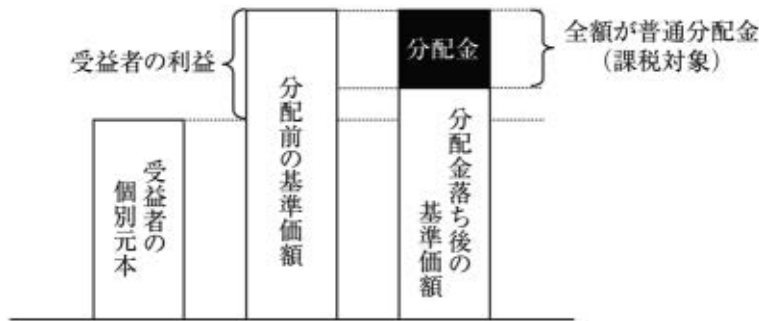 受益者の利益
分配金
全額が普通分配金
（課税対象）
受益者の
個別元本
分配前の基準価額
分配金落ち後の
基準価額